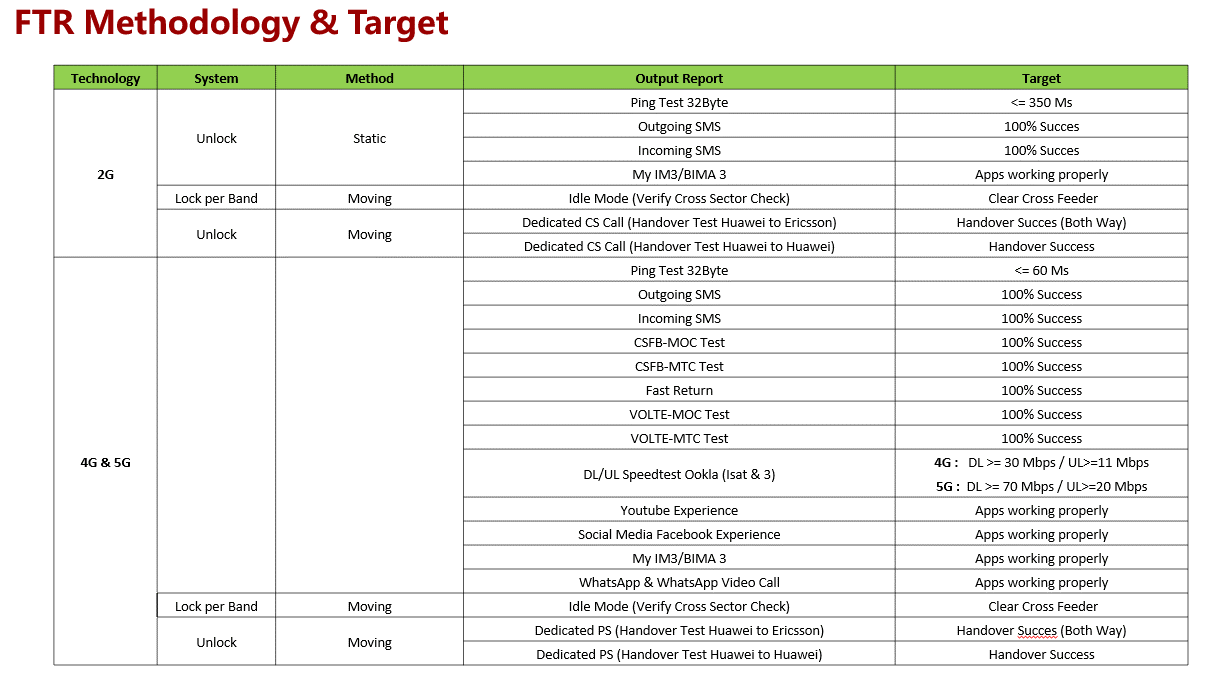 FTR Methodology & Target
Technology System Method Output Report Target
Ping Test 32Byte <= 350 Ms
Outgoing SMS 100% Succes
Unlock Static
Incoming SMS 100% Succes
2G My IM3/BIMA 3 Apps working properly
Lock per Band Moving Idle Mode (Verify Cross Sector Check) Clear Cross Feeder
Dedicated CS Call (Handover Test Huawei to Ericsson) Handover Succes (Both Way)
Unlock Moving
Dedicated CS Call (Handover Test Huawei to Huawei) Handover Success
Ping Test 32Byte <= 60 Ms
Outgoing SMS 100% Success
Incoming SMS 100% Success
CSFB-MOC Test 100% Success
CSFB-MTC Test 100% Success
Fast Return 100% Success
VOLTE-MOC Test 100% Success
VOLTE-MTC Test 100% Success
4G & 5G 4G : DL >= 30 Mbps / UL>=11 Mbps
DL/UL Speedtest Ookla (Isat & 3)
5G : DL >= 70 Mbps / UL>=20 Mbps
Youtube Experience Apps working properly
Social Media Facebook Experience Apps working properly
My IM3/BIMA 3 Apps working properly
WhatsApp & WhatsApp Video Call Apps working properly
Lock per Band Moving Idle Mode (Verify Cross Sector Check) Clear Cross Feeder
Dedicated PS (Handover Test Huawei to Ericsson) Handover Succes (Both Way)
Unlock Moving
Dedicated PS (Handover Test Huawei to Huawei) Handover Success